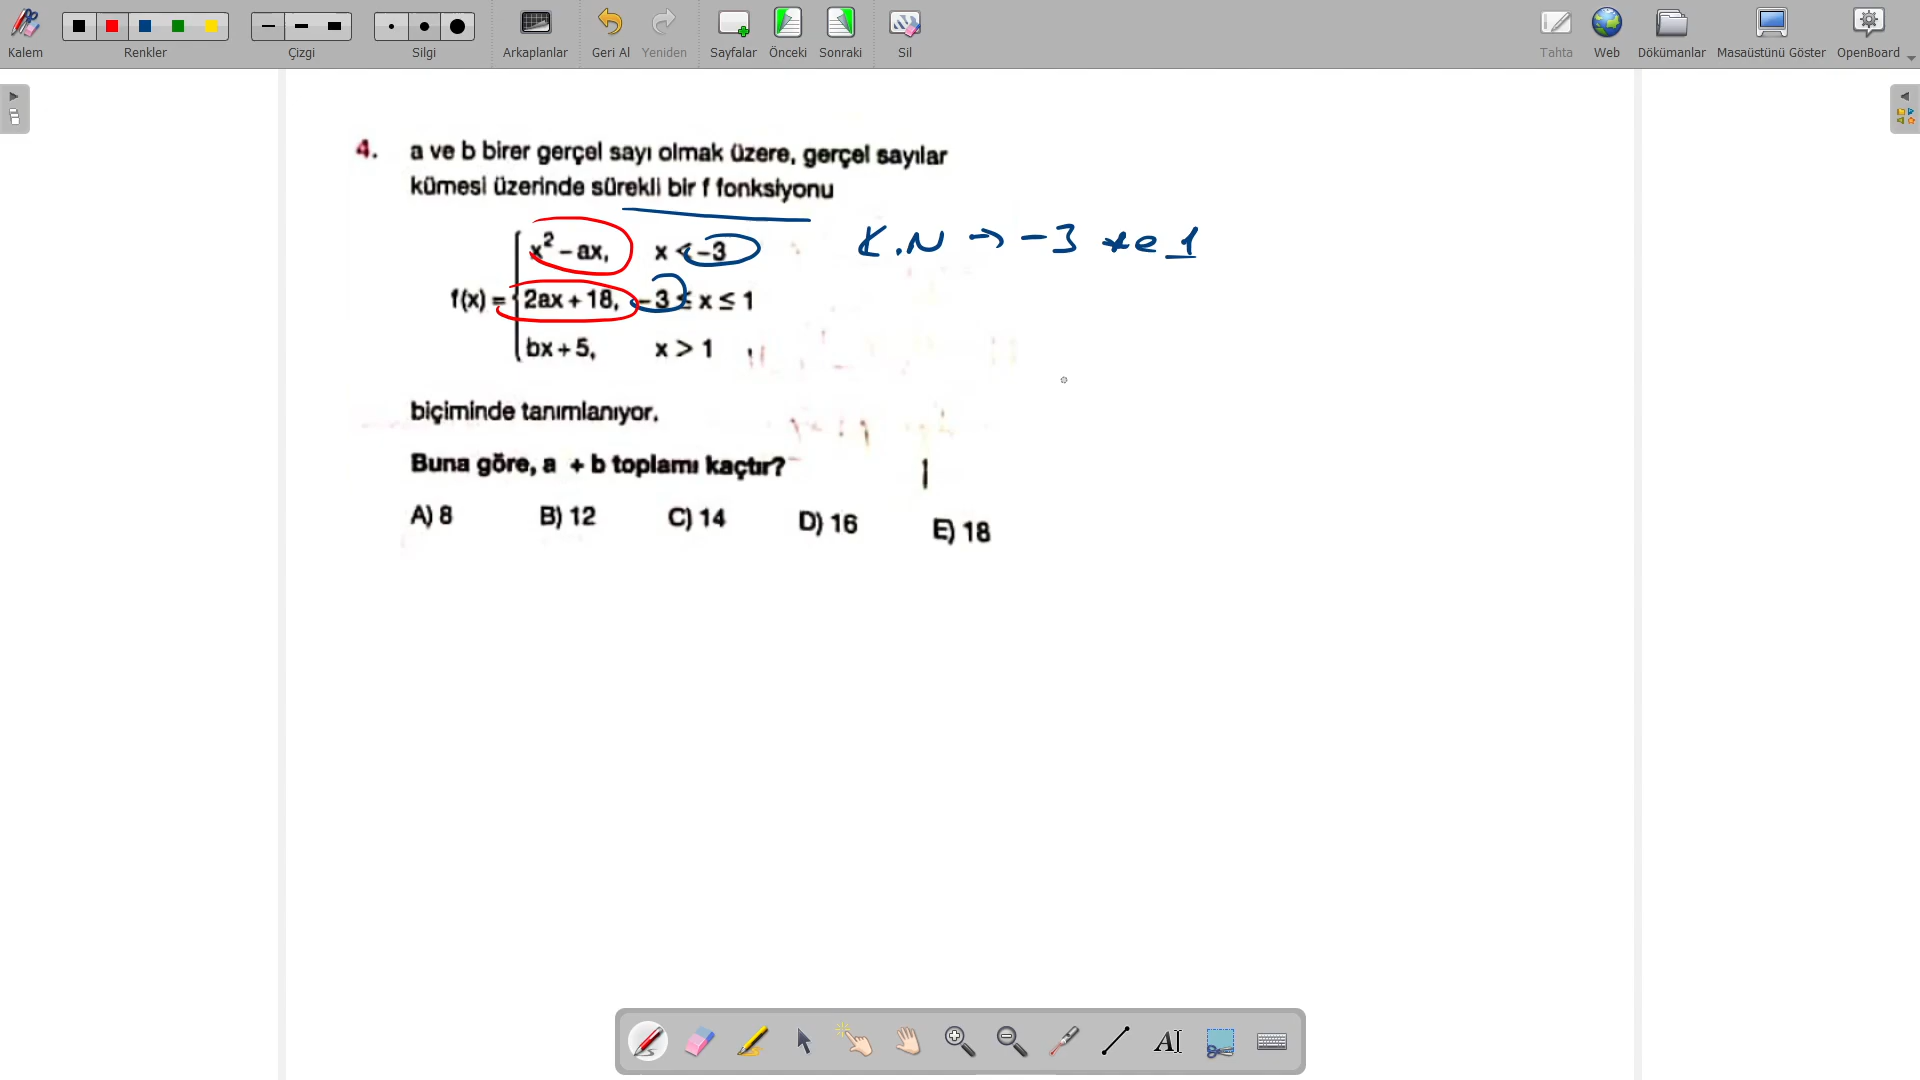 Kalem Renkler Çizgi Silgi Arkaplanlar Geri Al Yeniden Sayfalar Önceki Sonraki Sil Tahta Web Dökümanlar Masaüstünü Göster OpenBoard
4. a ve b birer gerçel sayı olmak üzere, gerçel sayılar
kümesi üzerinde sürekli bir f fonksiyonu
x² – ax, x < –3
K.N → -3 ve 1
f(x) = 2ax + 18, –3 ≤ x ≤ 1
bx + 5, x > 1
biçiminde tanımlanıyor.
Buna göre, a + b toplamı kaçtır?
A) 8 B) 12 C) 14 D) 16 E) 18